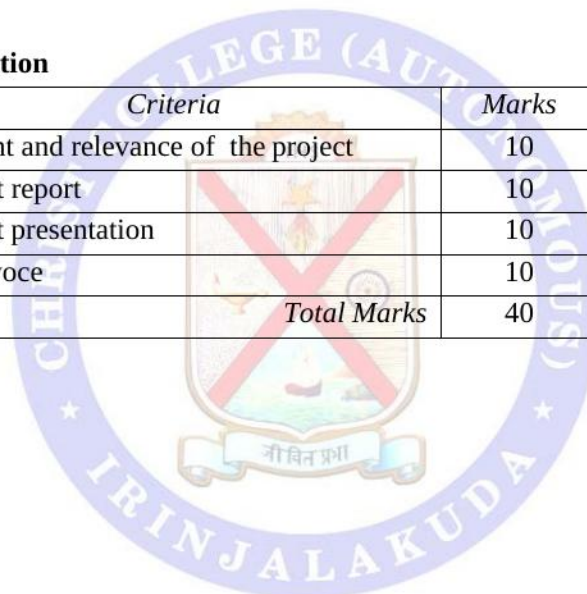 tion
Criteria Marks
nt and relevance of the project 10
t report 10
t presentation 10
voce 10
Total Marks 40
CHRIST COLLEGE (AUTONOMOUS)
जीवित प्रभा
IRINJALAKUDA